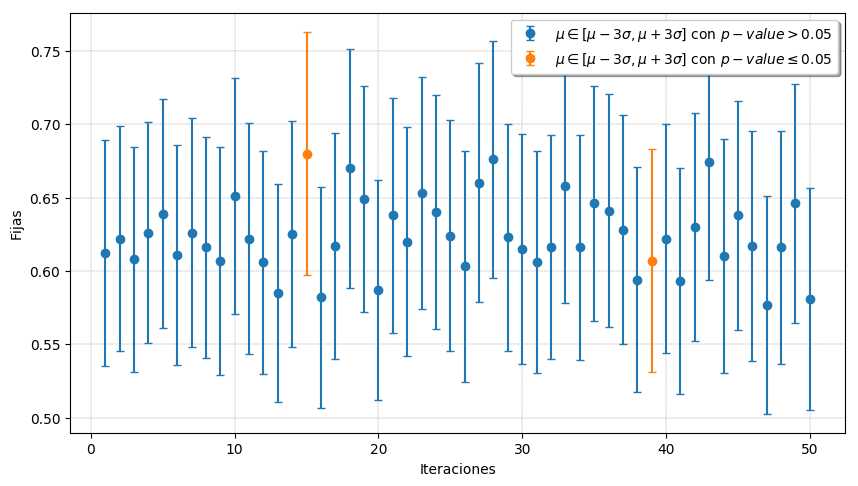 μ ∈ [μ − 3σ, μ + 3σ] con p − value > 0.05
μ ∈ [μ − 3σ, μ + 3σ] con p − value ≤ 0.05
0.75
0.70
0.65
0.60
0.55
0.50
Fijas
0 10 20 30 40 50
Iteraciones